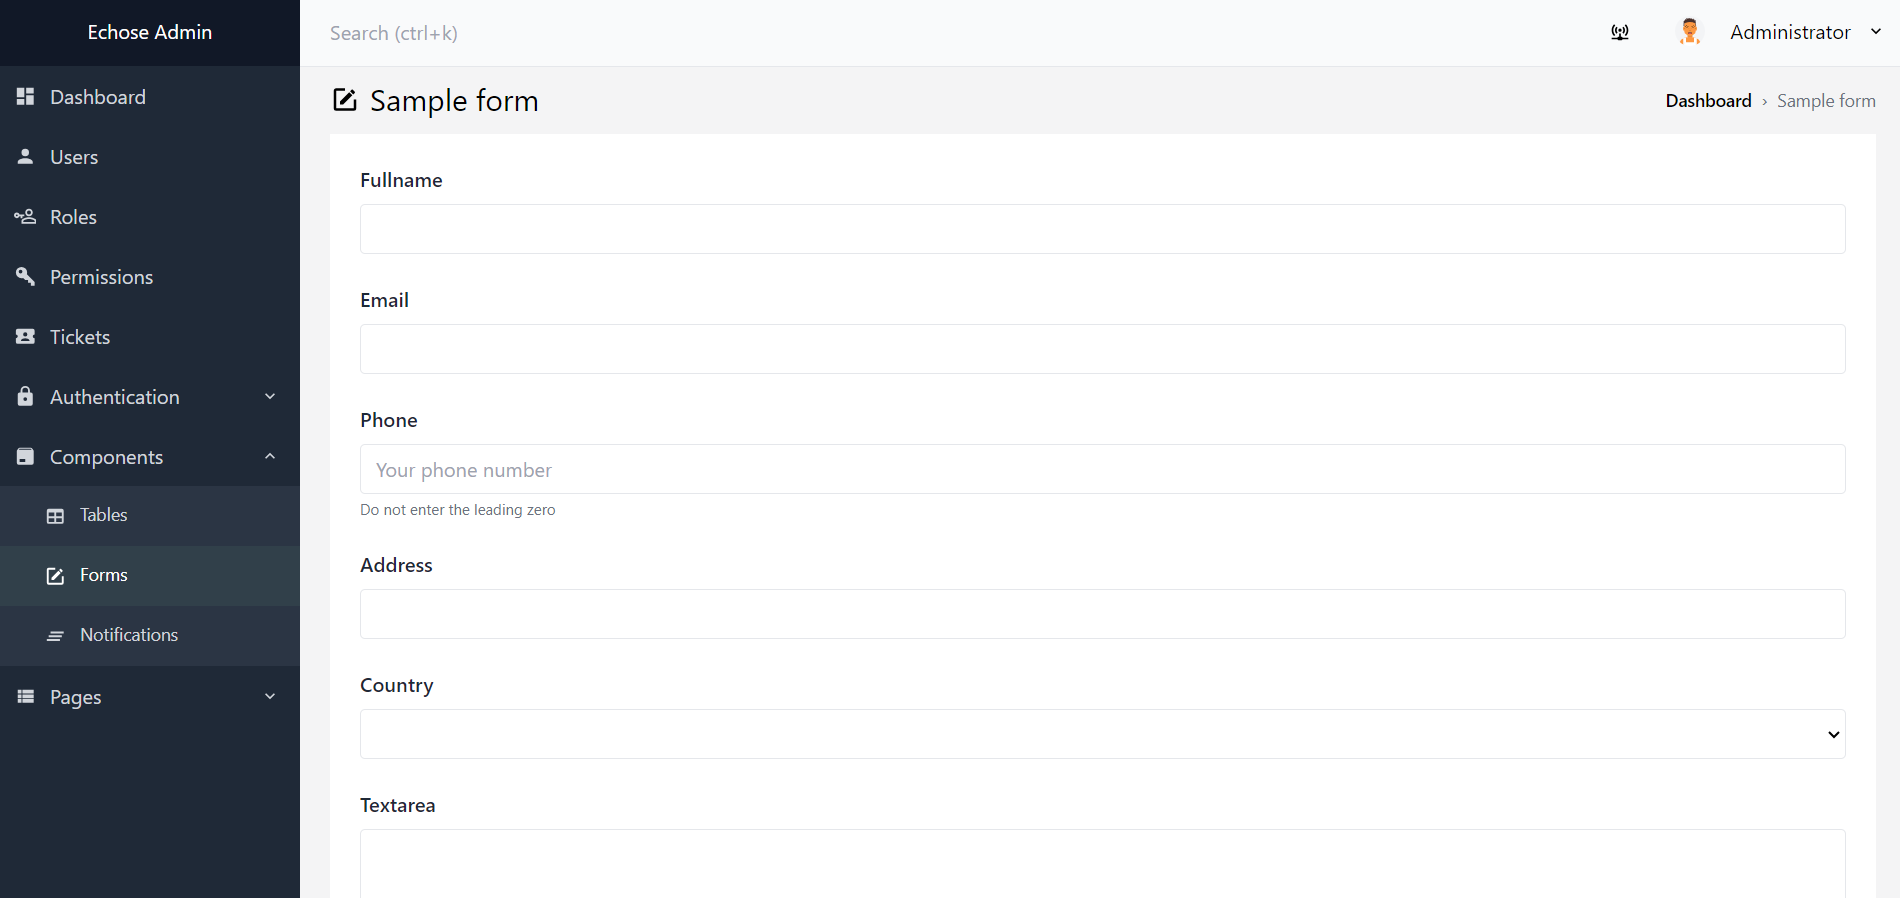 Echose Admin
Search (ctrl+k)
Administrator
Dashboard
Users
Roles
Permissions
Tickets
Authentication
Components
Tables
Forms
Notifications
Pages
Sample form
Dashboard › Sample form
Fullname
Email
Phone
Your phone number
Do not enter the leading zero
Address
Country
Textarea